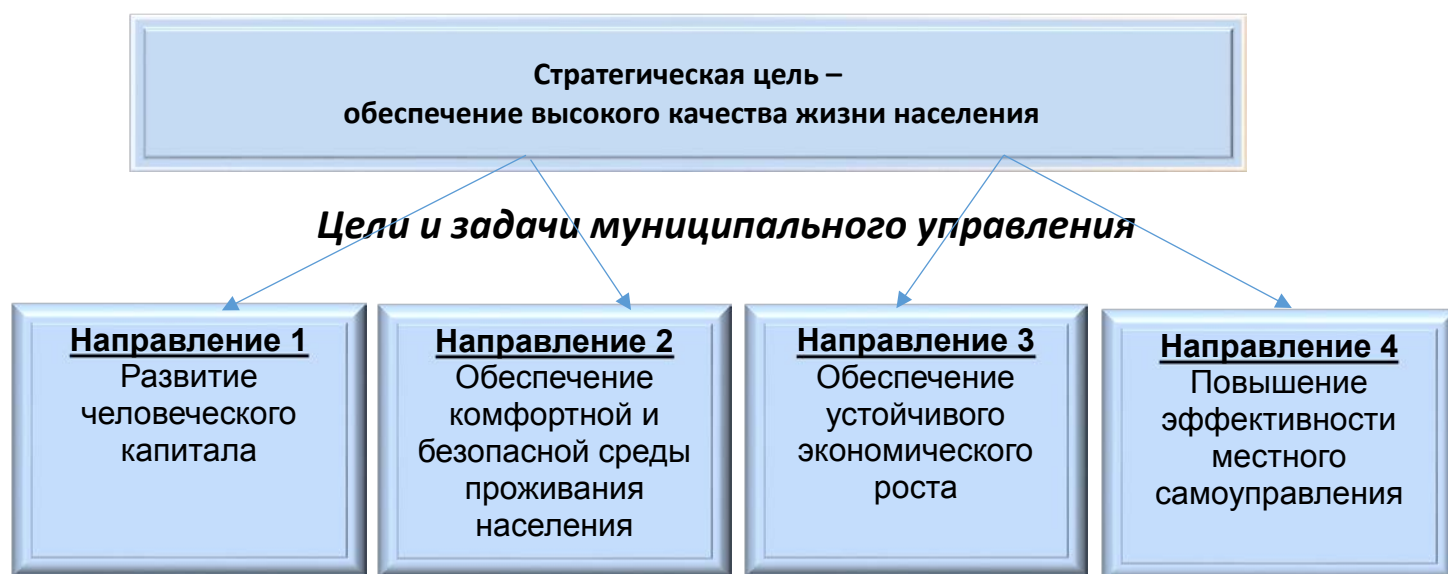 Стратегическая цель –
обеспечение высокого качества жизни населения
Цели и задачи муниципального управления
Направление 1
Развитие
человеческого
капитала
Направление 2
Обеспечение
комфортной и
безопасной среды
проживания
населения
Направление 3
Обеспечение
устойчивого
экономического
роста
Направление 4
Повышение
эффективности
местного
самоуправления